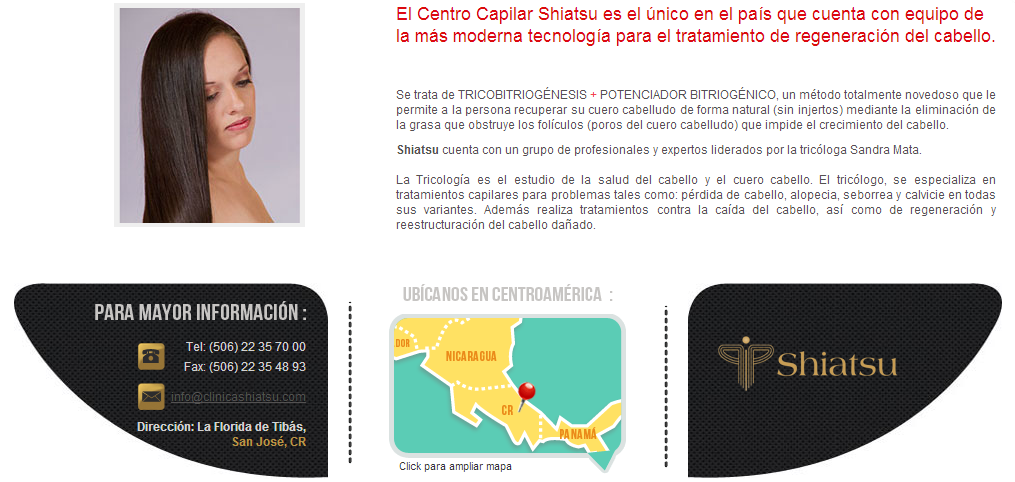 El Centro Capilar Shiatsu es el único en el país que cuenta con equipo de
la más moderna tecnología para el tratamiento de regeneración del cabello.
Se trata de TRICOBITRIOGÉNESIS + POTENCIADOR BITRIOGÉNICO, un método totalmente novedoso que le
permite a la persona recuperar su cuero cabelludo de forma natural (sin injertos) mediante la eliminación de
la grasa que obstruye los folículos (poros del cuero cabelludo) que impide el crecimiento del cabello.
Shiatsu cuenta con un grupo de profesionales y expertos liderados por la tricóloga Sandra Mata.
La Tricología es el estudio de la salud del cabello y el cuero cabello. El tricólogo, se especializa en
tratamientos capilares para problemas tales como: pérdida de cabello, alopecia, seborrea y calvicie en todas
sus variantes. Además realiza tratamientos contra la caída del cabello, así como de regeneración y
reestructuración del cabello dañado.
PARA MAYOR INFORMACIÓN :
Tel: (506) 22 35 70 00
Fax: (506) 22 35 48 93
info@clinicashiatsu.com
Dirección: La Florida de Tibás,
San José, CR
UBÍCANOS EN CENTROAMÉRICA :
DOR
NICARAGUA
CR
PANAMÁ
Click para ampliar mapa
Shiatsu